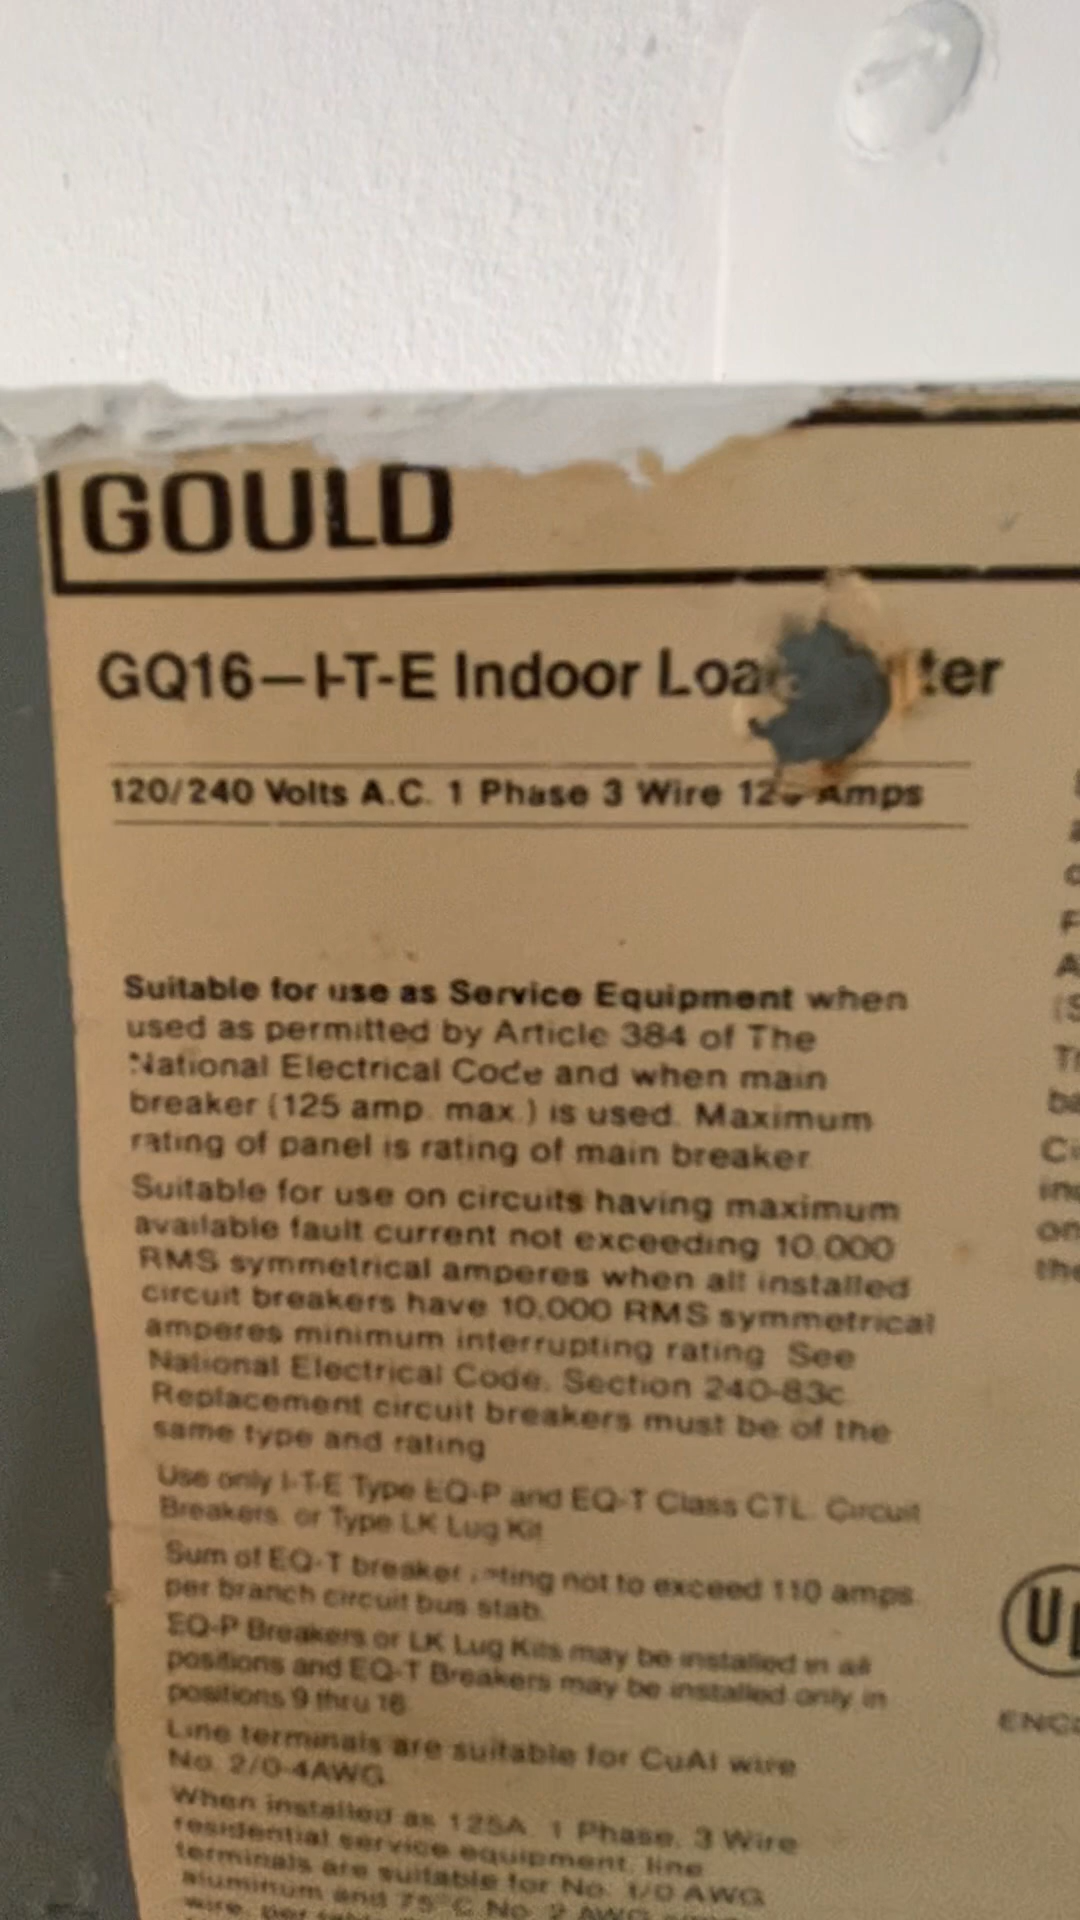 GOULD
GQ16—I-T-E Indoor
120/240 Volts A.C. 1 Phase 3 Wire Amps
Suitable for use as Service Equipment when
used as permitted by Article 384 of The
National Electrical Code and when main
breaker (125 amp. max.) is used. Maximum
rating of panel is rating of main breaker
Suitable for use on circuits having maximum
available fault current not exceeding 10,000
RMS symmetrical amperes when all installed
circuit breakers have 10,000 RMS symmetrical
amperes minimum interrupting rating. See
National Electrical Code, Section 240-83c
Replacement circuit breakers must be of the
same type and rating
Use only I-T-E Type EQ-P and EQ-T Class CTL. Circuit
Breakers, or Type LK Lug Kit
Sum of EQ-T breaker rating not to exceed 110 amps.
per branch circuit bus stab.
EQ-P Breakers or LK Lug Kits may be installed in all
positions and EQ-T Breakers may be installed only in
positions 9 thru 16
Line terminals are suitable for CuAl wire
No. 2/0-4AWG
When installed as 125A. 1 Phase, 3 Wire
residential service equipment, line
terminals are suitable for No. 1/0 AWG
aluminum and 75°C No. 2 AWG
wire, per